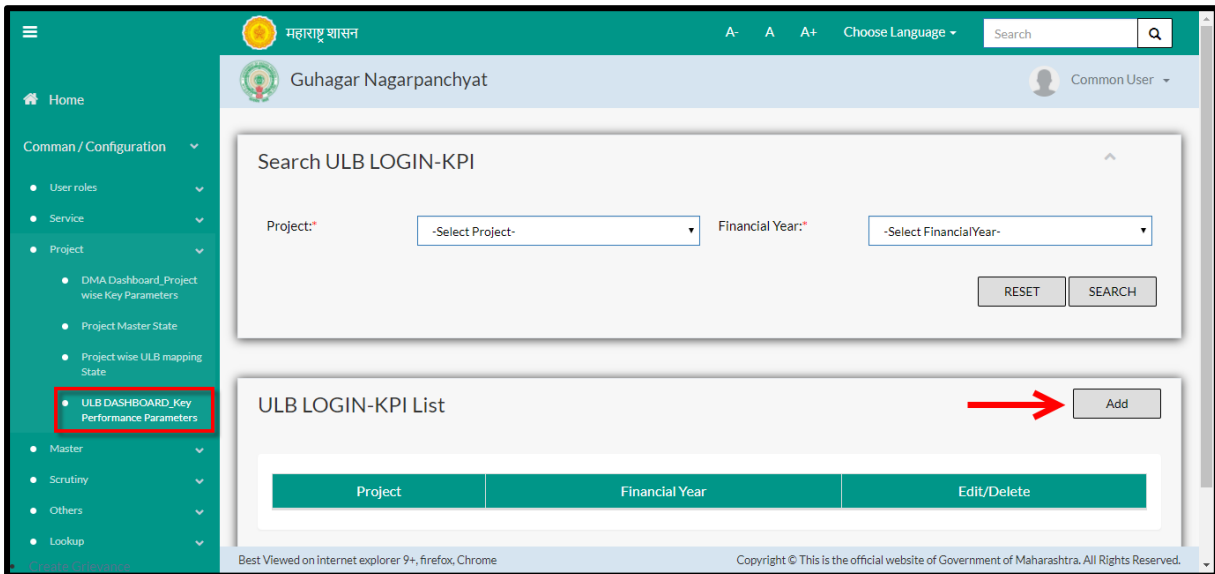 महाराष्ट्र शासन
A- A A+ Choose Language
Search
Guhagar Nagarpanchyat
Common User
Home
Comman / Configuration
User roles
Service
Project
DMA Dashboard_Project
wise Key Parameters
Project Master State
Project wise ULB mapping
State
ULB DASHBOARD_Key
Performance Parameters
Master
Scrutiny
Others
Lookup
Create Grievance
Search ULB LOGIN-KPI
Project:* -Select Project- Financial Year:* -Select FinancialYear-
RESET SEARCH
ULB LOGIN-KPI List
Add
Project Financial Year Edit/Delete
Best Viewed on internet explorer 9+, firefox, Chrome
Copyright © This is the official website of Government of Maharashtra. All Rights Reserved.